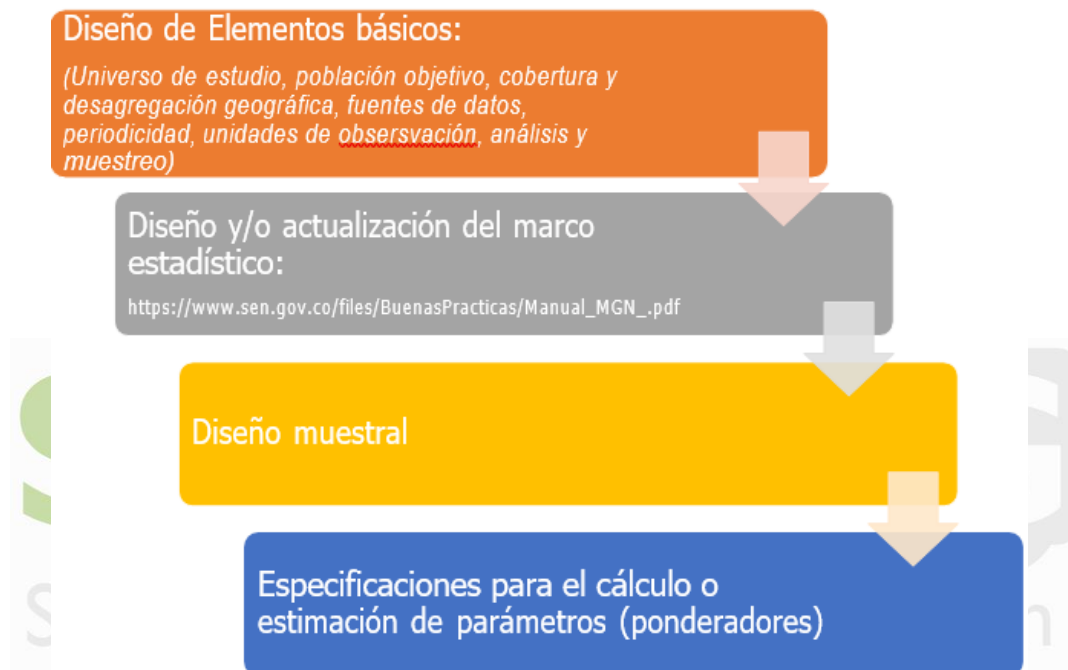 Diseño de Elementos básicos:
(Universo de estudio, población objetivo, cobertura y
desagregación geográfica, fuentes de datos,
periodicidad, unidades de obsersvación, análisis y
muestreo)
Diseño y/o actualización del marco
estadístico:
https://www.sen.gov.co/files/BuenasPracticas/Manual_MGN_.pdf
Diseño muestral
Especificaciones para el cálculo o
estimación de parámetros (ponderadores)